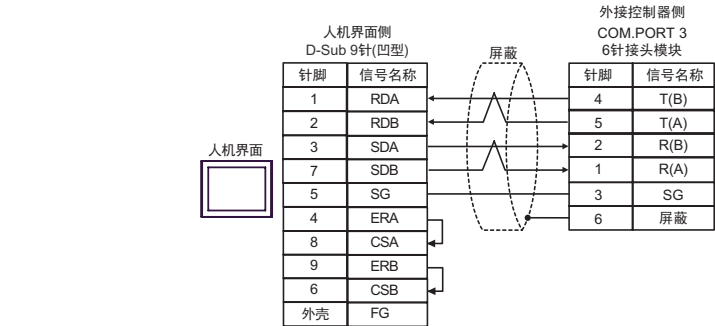 外接控制器侧
人机界面侧
COM.PORT 3
D-Sub 9针(凹型)
屏蔽
6针接头模块
针脚 信号名称 针脚 信号名称
1 RDA 4 T(B)
2 RDB 5 T(A)
人机界面
3 SDA 2 R(B)
7 SDB 1 R(A)
5 SG 3 SG
4 ERA 6 屏蔽
8 CSA
9 ERB
6 CSB
外壳 FG